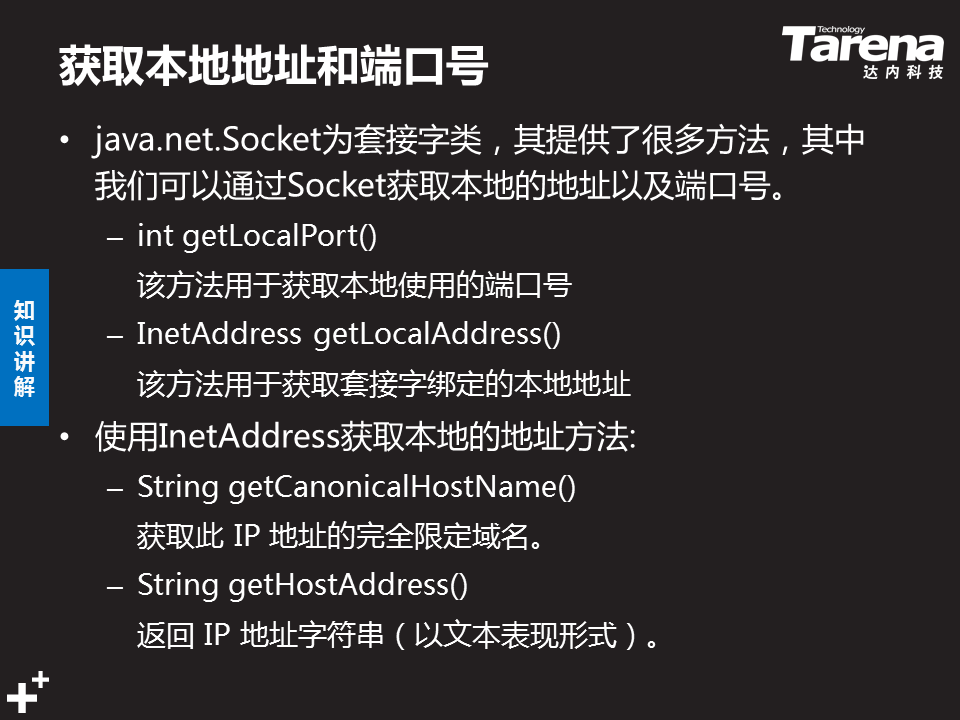 获取本地地址和端口号
Technology
Tarena
达内科技
• java.net.Socket为套接字类，其提供了很多方法，其中
我们可以通过Socket获取本地的地址以及端口号。
– int getLocalPort()
该方法用于获取本地使用的端口号
– InetAddress getLocalAddress()
该方法用于获取套接字绑定的本地地址
• 使用InetAddress获取本地的地址方法:
– String getCanonicalHostName()
获取此 IP 地址的完全限定域名。
– String getHostAddress()
返回 IP 地址字符串（以文本表现形式）。
知
识
讲
解